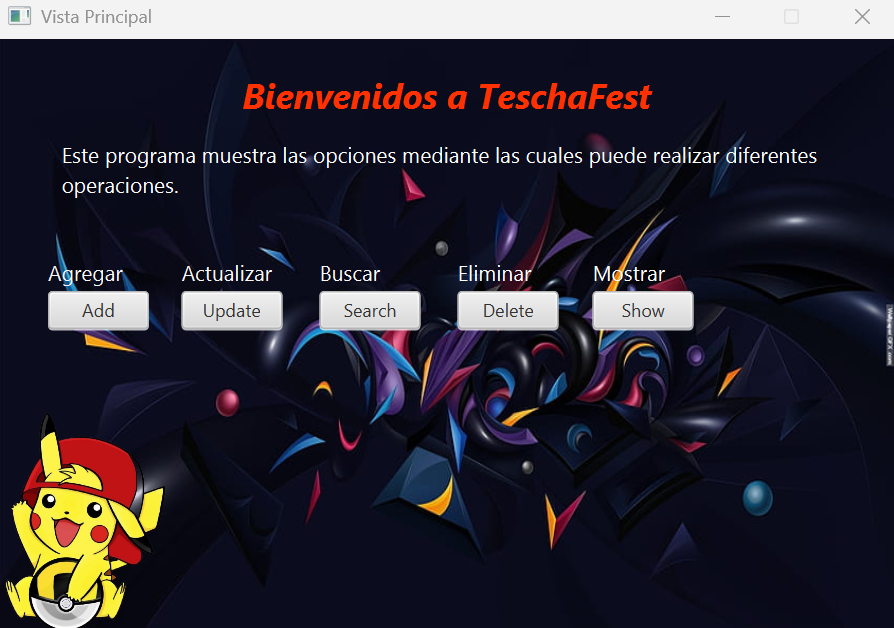 Vista Principal
Bienvenidos a TeschaFest
Este programa muestra las opciones mediante las cuales puede realizar diferentes
operaciones.
Agregar Actualizar Buscar Eliminar Mostrar
Add Update Search Delete Show